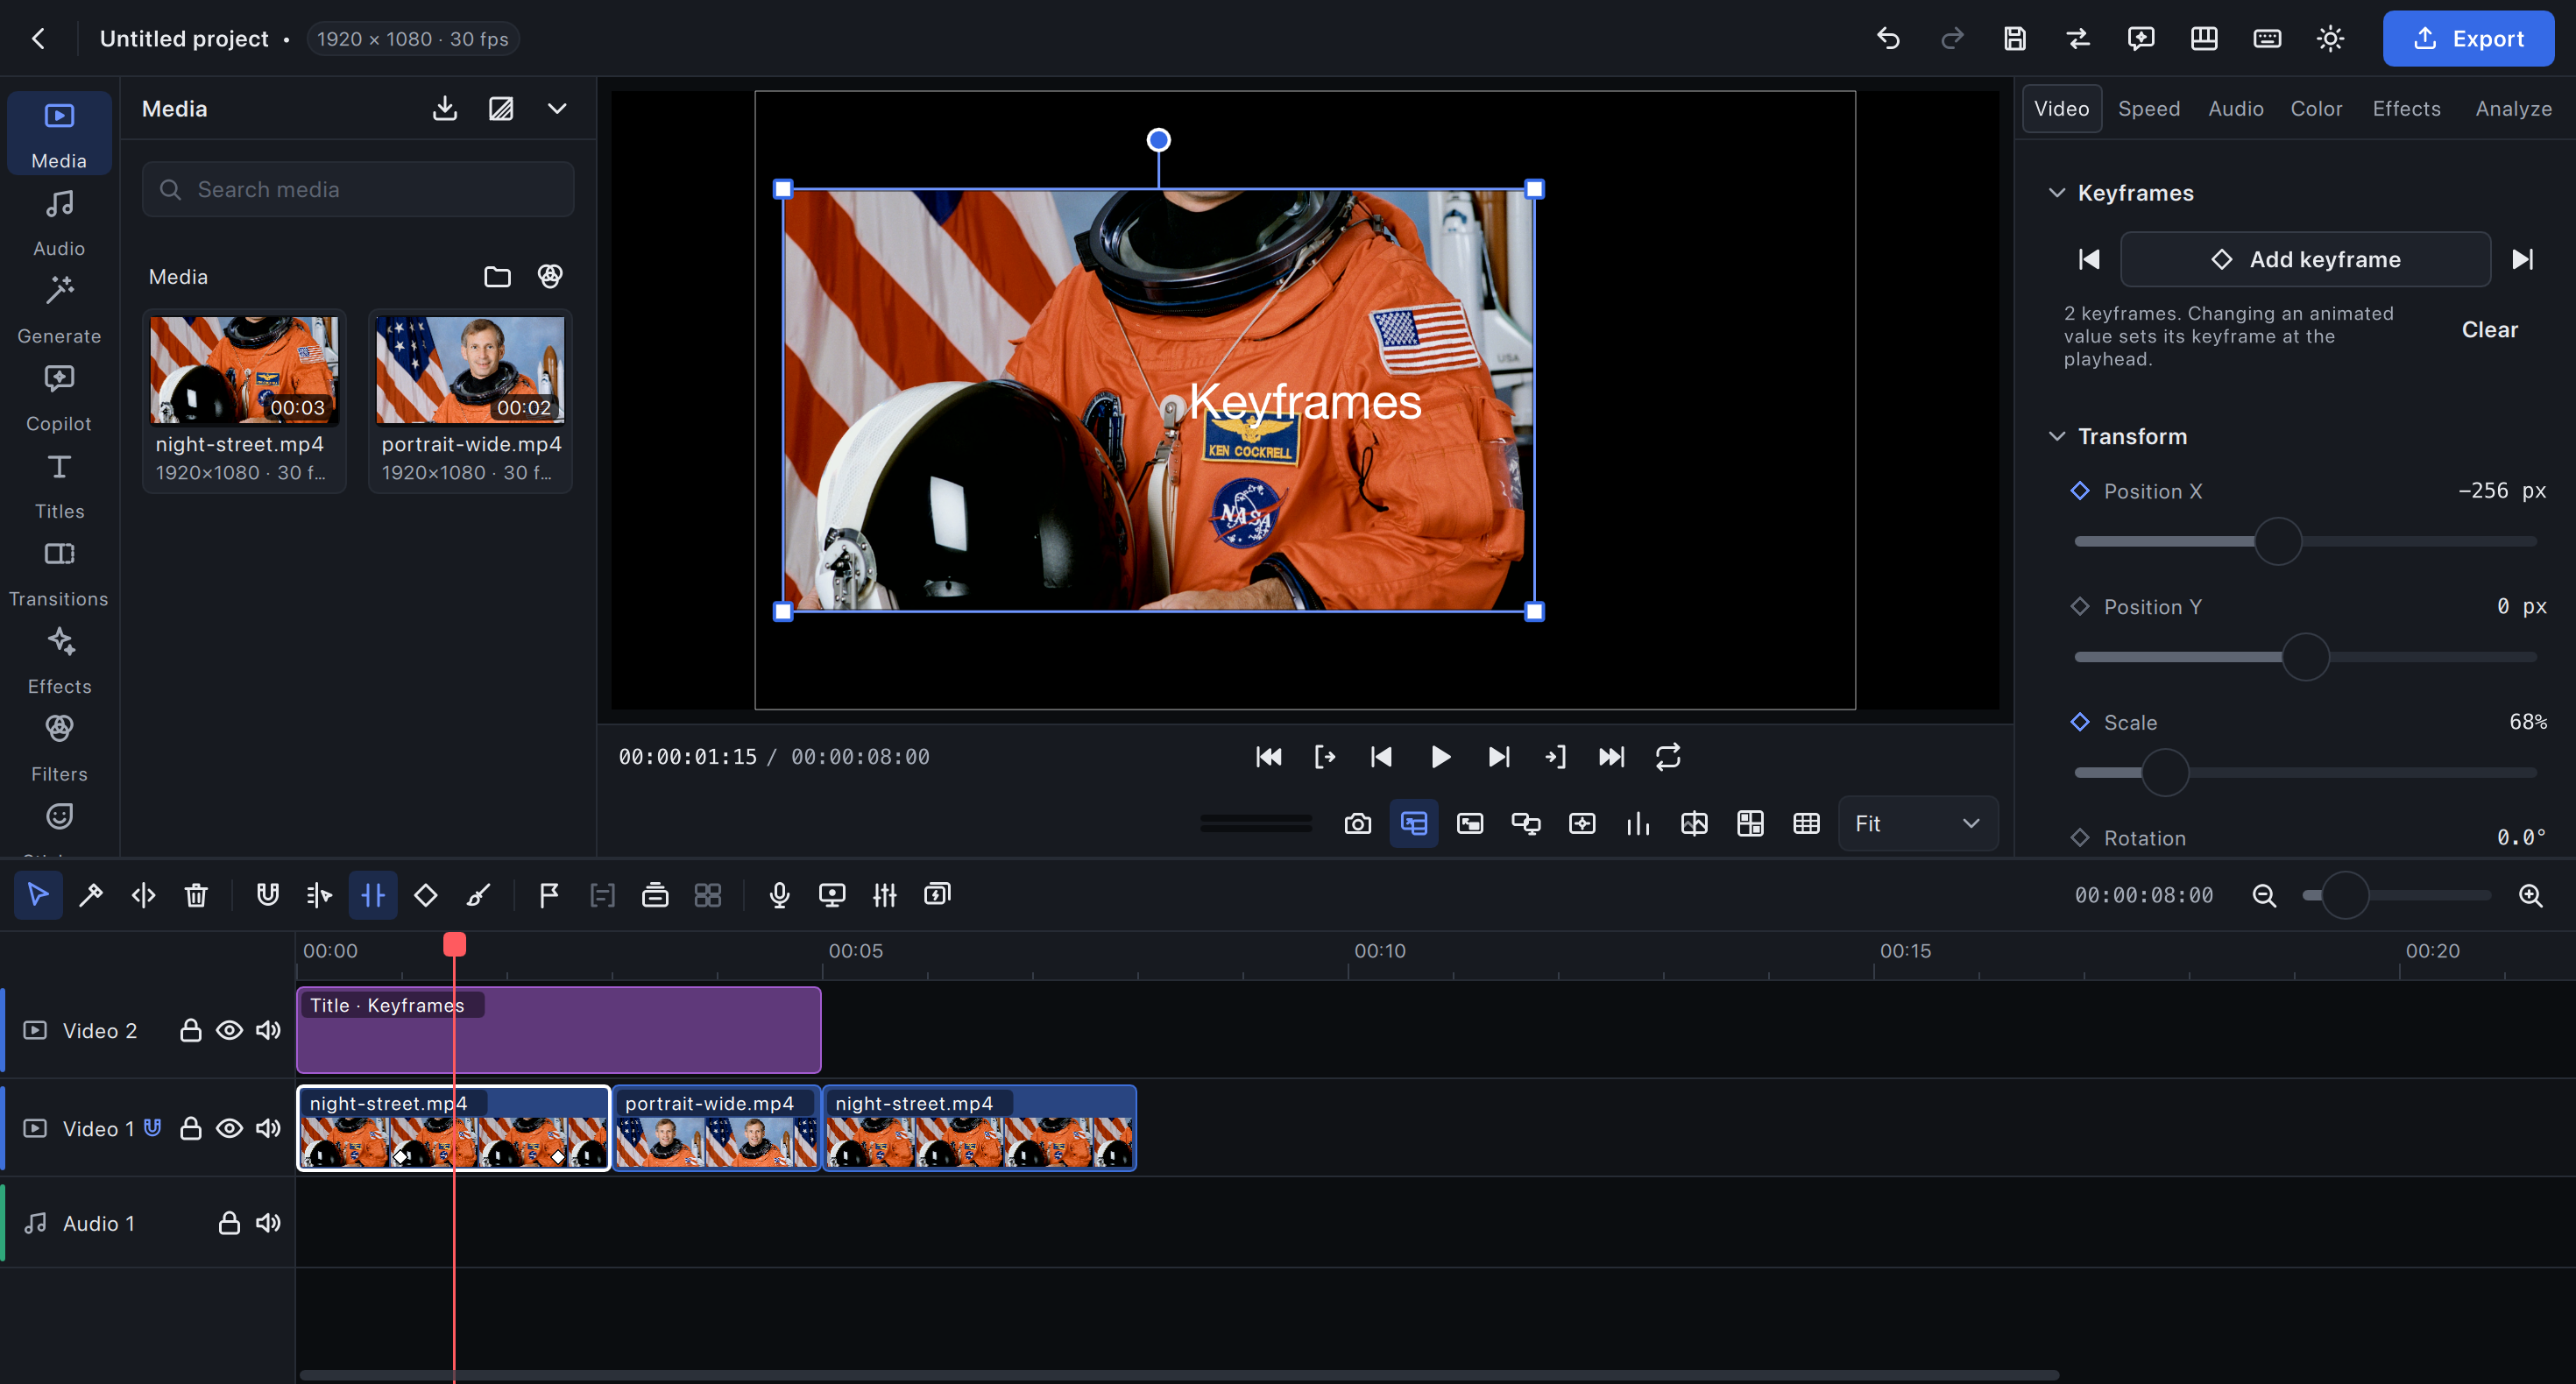 Untitled project •
1920 × 1080 · 30 fps
Export
Media
Audio
Generate
Copilot
Titles
Transitions
Effects
Filters
Media
Search media
Media
00:03
night-street.mp4
1920×1080 · 30 f...
00:02
portrait-wide.mp4
1920×1080 · 30 f...
USA
Keyframes
KEN COCKRELL
NASA
00:00:01:15 / 00:00:08:00
Fit
Video
Speed
Audio
Color
Effects
Analyze
Keyframes
Add keyframe
2 keyframes. Changing an animated
value sets its keyframe at the
playhead.
Clear
Transform
Position X
−256 px
Position Y
0 px
Scale
68%
Rotation
0.0°
00:00:08:00
00:00
00:05
00:10
00:15
00:20
Video 2
Title · Keyframes
Video 1
night-street.mp4
portrait-wide.mp4
night-street.mp4
Audio 1